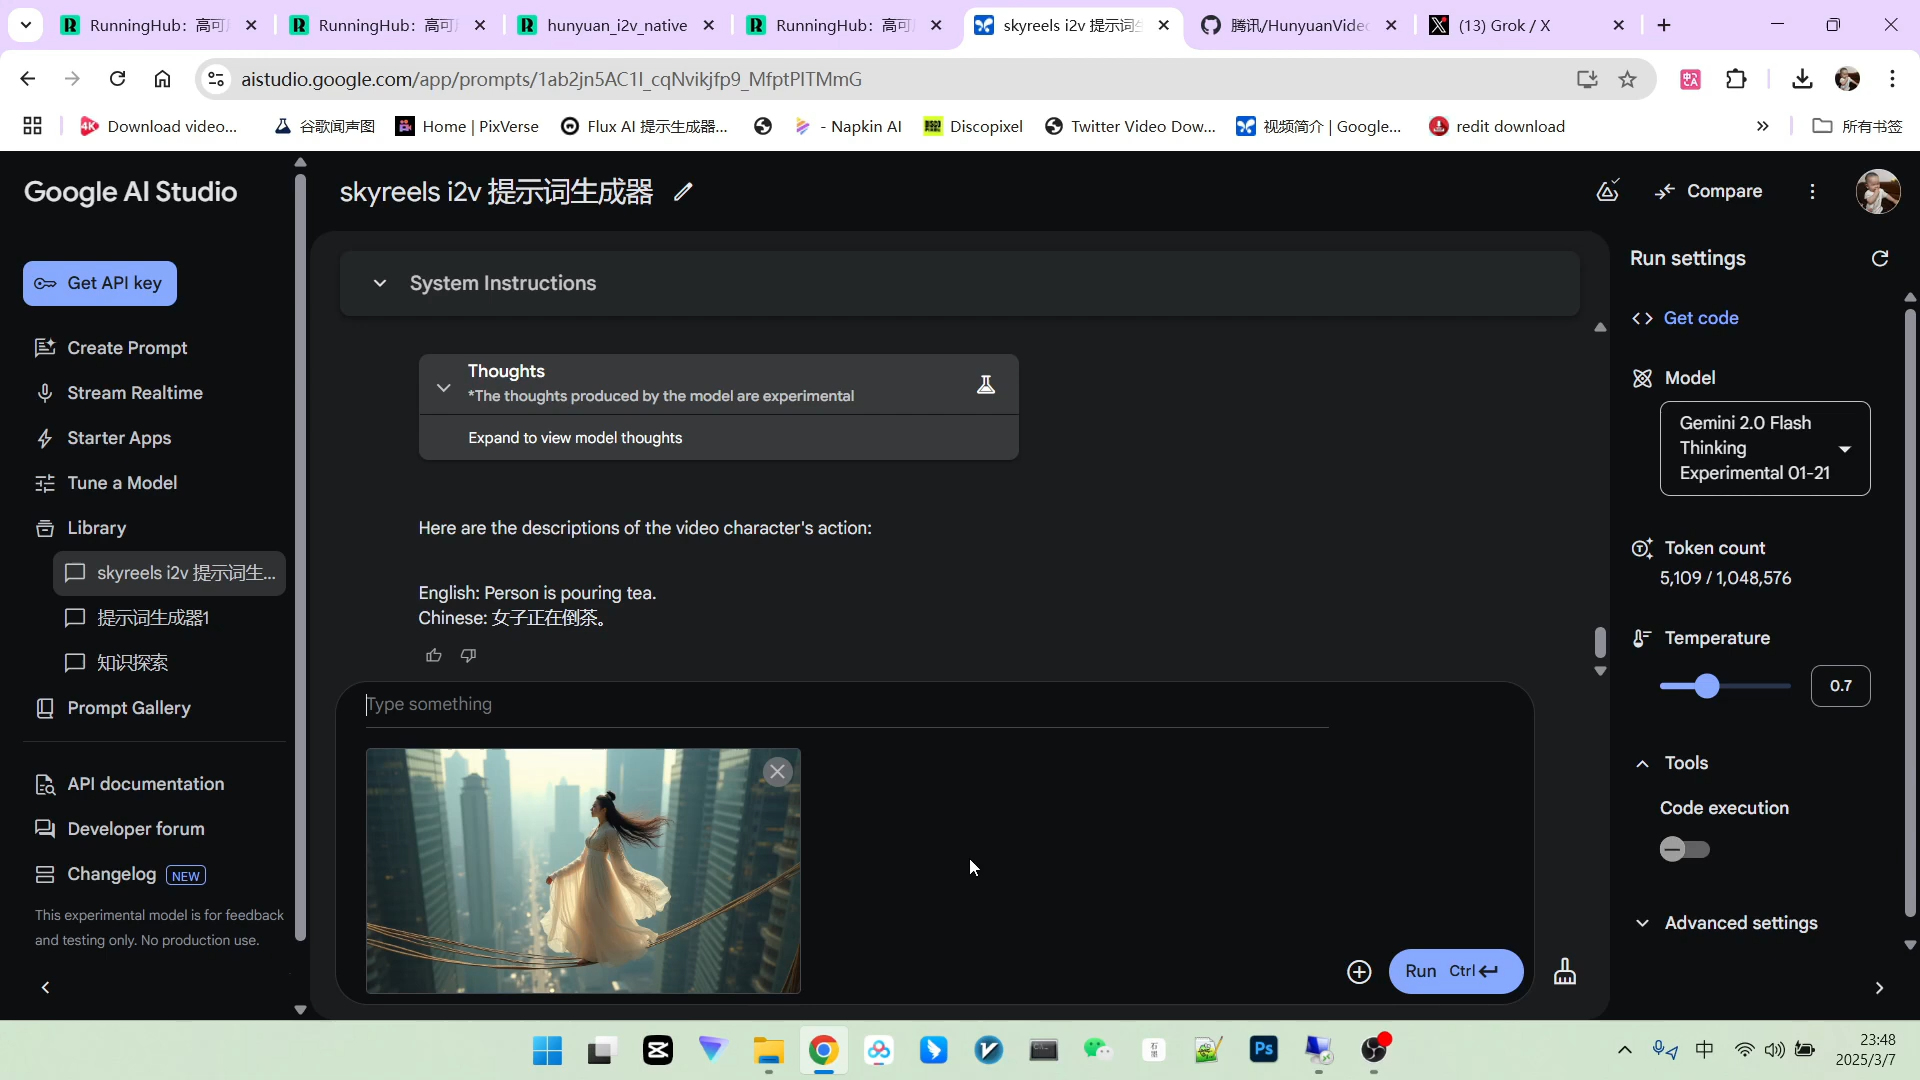 RunningHub: 高可
RunningHub: 高可
hunyuan_i2v_native
RunningHub: 高可
skyreels i2v 提示词
腾讯/HunyuanVide
(13) Grok / X
aistudio.google.com/app/prompts/1ab2jn5AC1l_cqNvikjfp9_MfptPlTMmG
Download video...
谷歌闻声图
Home | PixVerse
Flux AI 提示生成器...
- Napkin AI
Discopixel
Twitter Video Dow...
视频简介 | Google...
redit download
»
所有书签
Google AI Studio
skyreels i2v 提示词生成器
Compare
Get API key
System Instructions
Run settings
Get code
Create Prompt
Stream Realtime
Starter Apps
Tune a Model
Library
skyreels i2v 提示词生...
提示词生成器1
知识探索
Prompt Gallery
API documentation
Developer forum
Changelog NEW
This experimental model is for feedback
and testing only. No production use.
Thoughts
*The thoughts produced by the model are experimental
Expand to view model thoughts
Here are the descriptions of the video character's action:
English: Person is pouring tea.
Chinese: 女子正在倒茶。
Type something
Run Ctrl
Model
Gemini 2.0 Flash
Thinking
Experimental 01-21
Token count
5,109 / 1,048,576
Temperature
0.7
Tools
Code execution
Advanced settings
Ps
中
23:48
2025/3/7